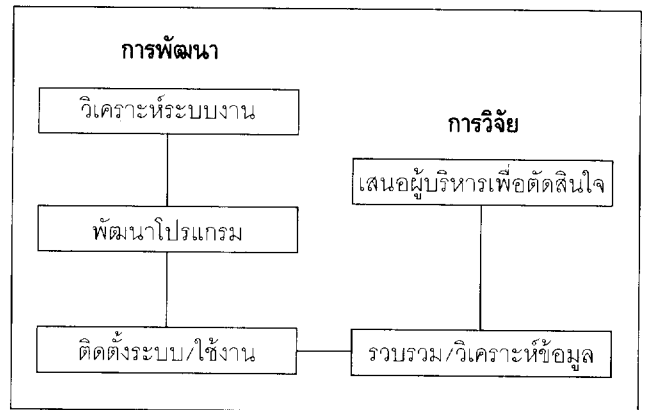 การพัฒนา
วิเคราะห์ระบบงาน
พัฒนาโปรแกรม
ติดตั้งระบบ/ใช้งาน
การวิจัย
เสนอผู้บริหารเพื่อตัดสินใจ
รวบรวม/วิเคราะห์ข้อมูล